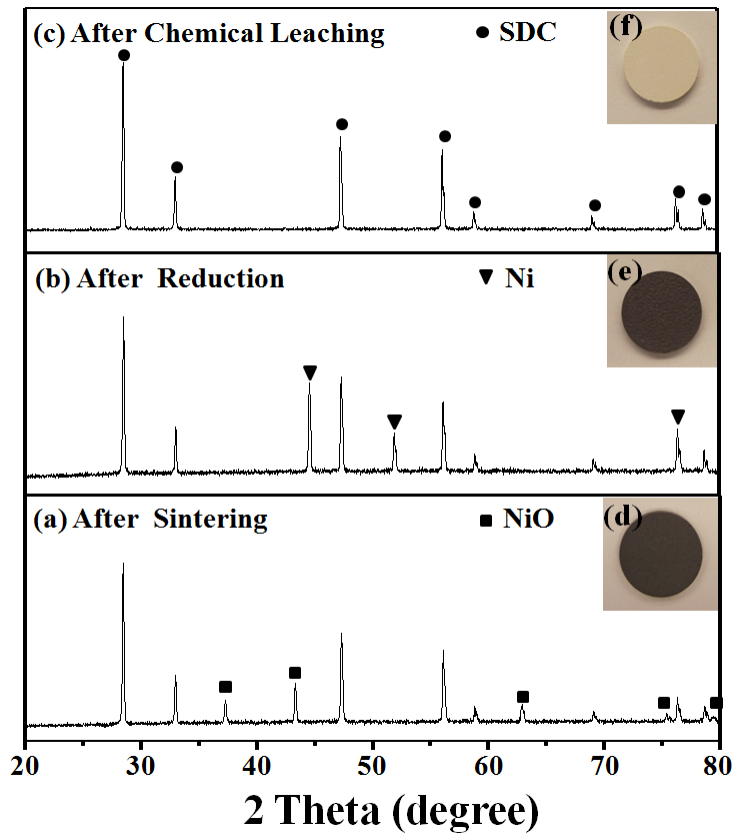 (c) After Chemical Leaching
SDC
(f)
(b) After Reduction
Ni
(e)
(a) After Sintering
NiO
(d)
20 30 40 50 60 70 80
2 Theta (degree)